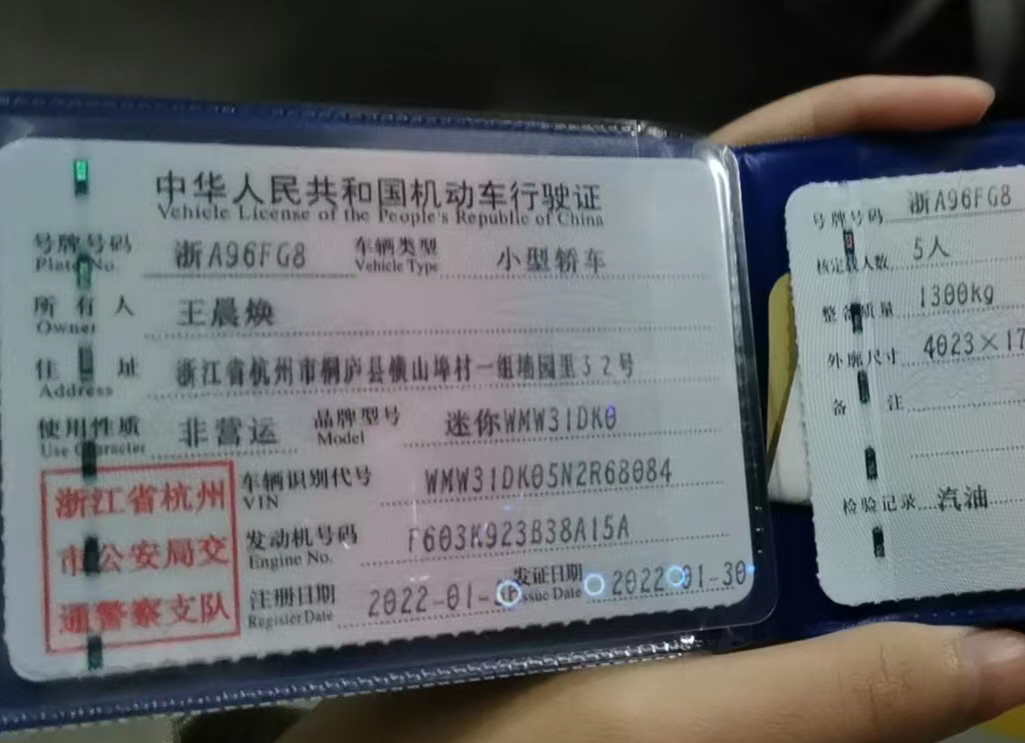 中华人民共和国机动车行驶证
Vehicle License of the People's Republic of China
号牌号码 浙A96FG8 车辆类型 小型轿车
Plate No. Vehicle Type
所有人 王晨焕
Owner
住址 浙江省杭州市桐庐县横山埠村一组墙园里32号
Address
使用性质 非营运 品牌型号 迷你WMW31DK0
Use Character Model
浙江省杭州
市公安局交
通警察支队
车辆识别代号 WMW31DK05N2R68084
VIN
发动机号码 F603K923B38A15A
Engine No.
注册日期 2022-01- 发证日期 2022-01-30
Register Date Issue Date
号牌号码 浙A96FG8
核定载人数 5人
整备质量 1300kg
外廓尺寸 4023×17
备注
检验记录 汽油